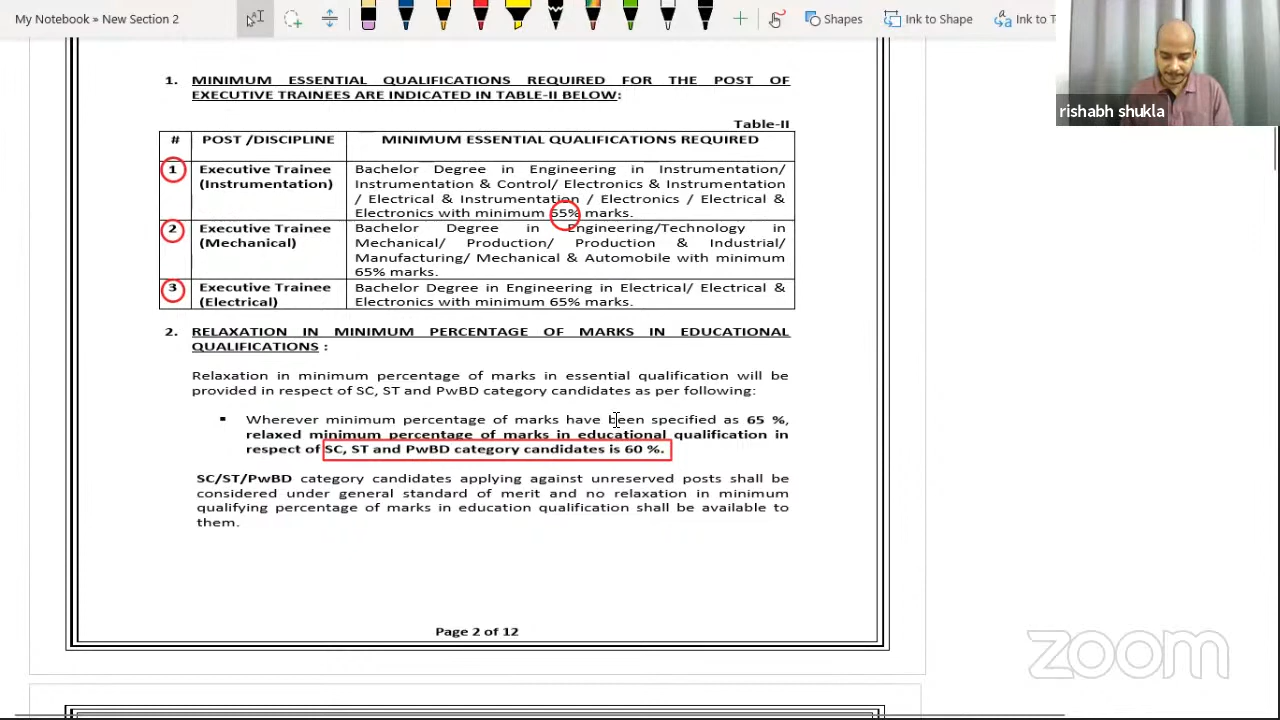 My Notebook » New Section 2
Shapes
Ink to Shape
Ink to T
rishabh shukla
1. MINIMUM ESSENTIAL QUALIFICATIONS REQUIRED FOR THE POST OF
EXECUTIVE TRAINEES ARE INDICATED IN TABLE-II BELOW:
Table-II
# POST /DISCIPLINE MINIMUM ESSENTIAL QUALIFICATIONS REQUIRED
1 Executive Trainee Bachelor Degree in Engineering in Instrumentation/
(Instrumentation) Instrumentation & Control/ Electronics & Instrumentation
/ Electrical & Instrumentation / Electronics / Electrical &
Electronics with minimum 65% marks.
2 Executive Trainee Bachelor Degree in Engineering/Technology in
(Mechanical) Mechanical/ Production/ Production & Industrial/
Manufacturing/ Mechanical & Automobile with minimum
65% marks.
3 Executive Trainee Bachelor Degree in Engineering in Electrical/ Electrical &
(Electrical) Electronics with minimum 65% marks.
2. RELAXATION IN MINIMUM PERCENTAGE OF MARKS IN EDUCATIONAL
QUALIFICATIONS :
Relaxation in minimum percentage of marks in essential qualification will be
provided in respect of SC, ST and PwBD category candidates as per following:
▪ Wherever minimum percentage of marks have been specified as 65 %,
relaxed minimum percentage of marks in educational qualification in
respect of SC, ST and PwBD category candidates is 60 %.
SC/ST/PwBD category candidates applying against unreserved posts shall be
considered under general standard of merit and no relaxation in minimum
qualifying percentage of marks in education qualification shall be available to
them.
Page 2 of 12
zoom